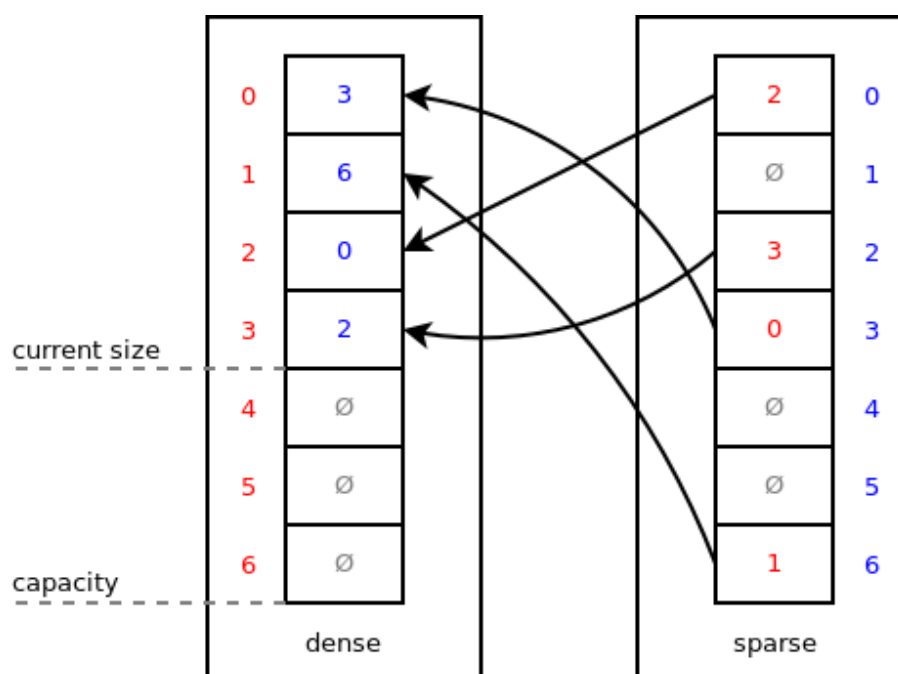 0 3 2 0
1 6 Ø 1
2 0 3 2
3 2 0 3
current size
4 Ø Ø 4
5 Ø Ø 5
6 Ø 1 6
capacity
dense sparse